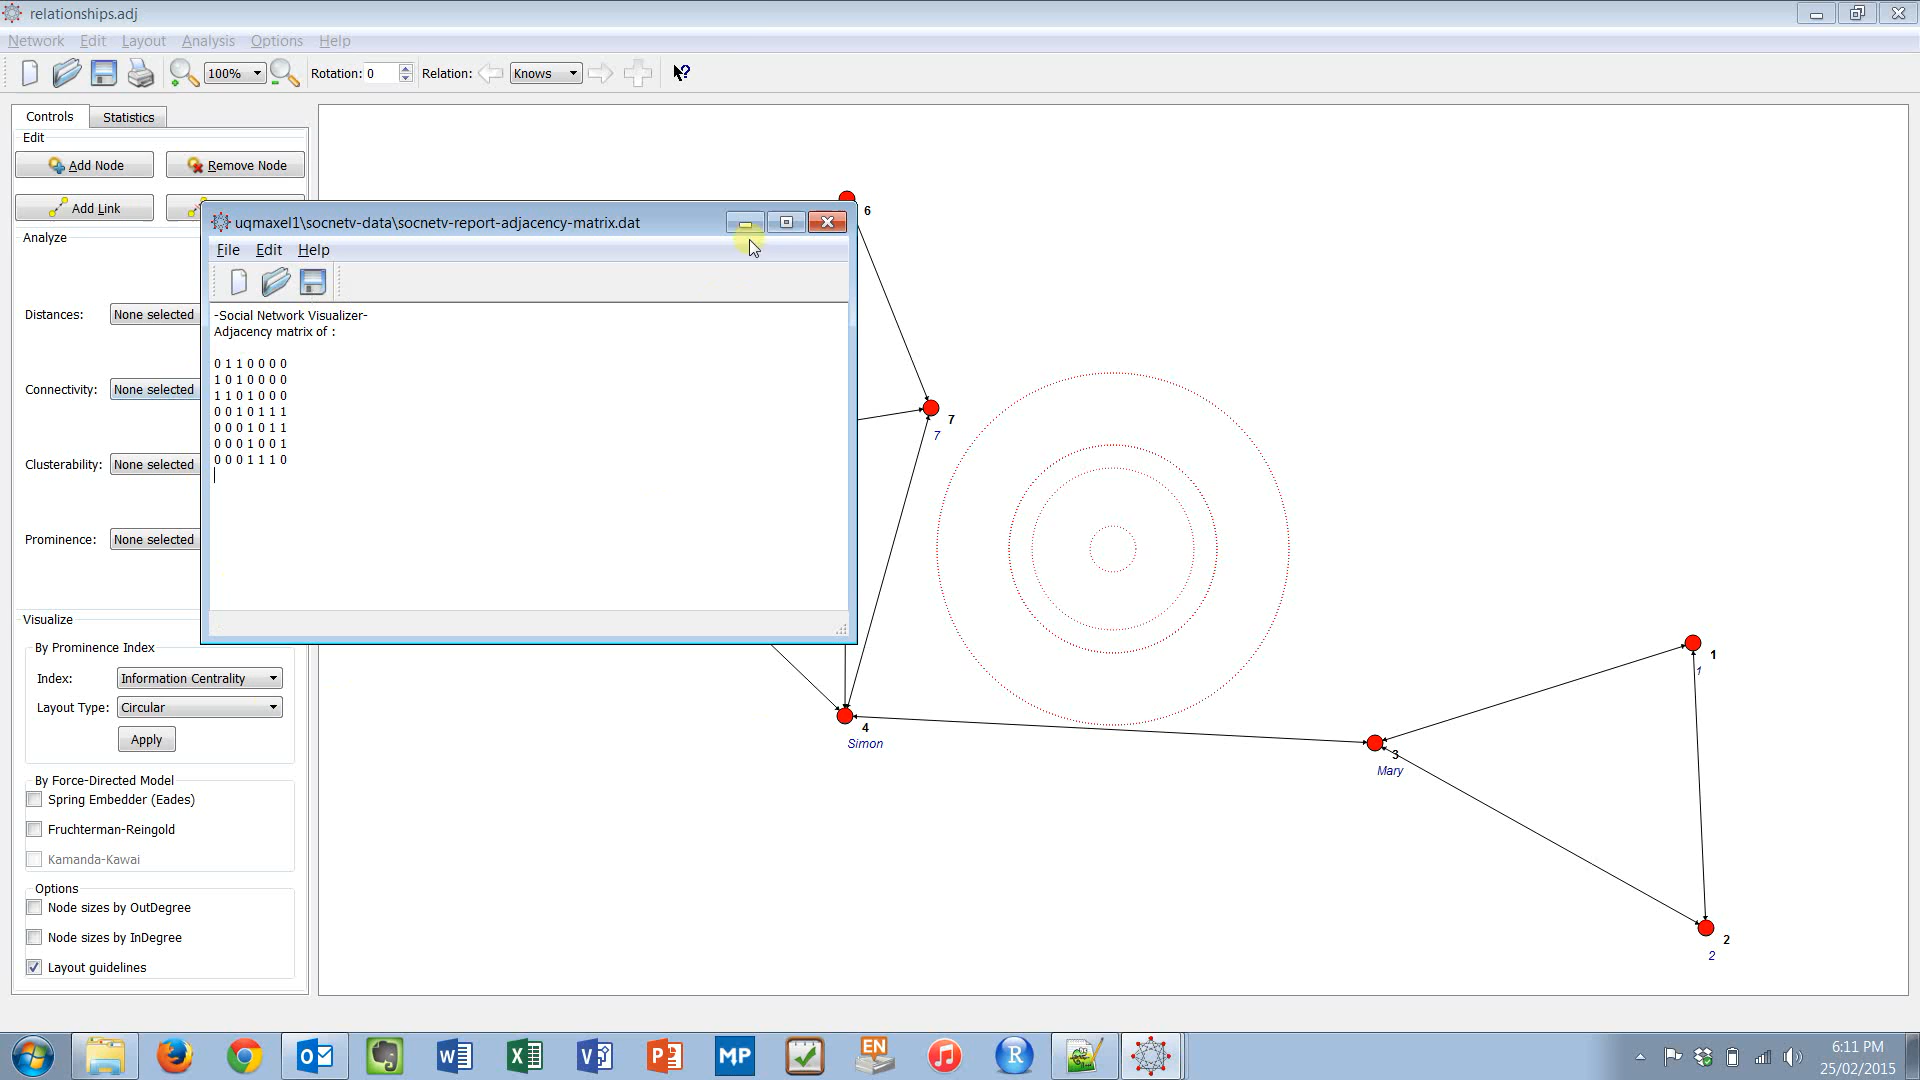 relationships.adj
Network Edit Layout Analysis Options Help
100% Rotation: 0 Relation: Knows
Controls Statistics
Edit
Add Node Remove Node
Add Link
Analyze
Distances: None selected
Connectivity: None selected
Clusterability: None selected
Prominence: None selected
Visualize
By Prominence Index
Index: Information Centrality
Layout Type: Circular
Apply
By Force-Directed Model
Spring Embedder (Eades)
Fruchterman-Reingold
Kamanda-Kawai
Options
Node sizes by OutDegree
Node sizes by InDegree
Layout guidelines
uqmaxel1\socnetv-data\socnetv-report-adjacency-matrix.dat
File Edit Help
-Social Network Visualizer-
Adjacency matrix of :
0 1 1 0 0 0 0
1 0 1 0 0 0 0
1 1 0 1 0 0 0
0 0 1 0 1 1 1
0 0 0 1 0 1 1
0 0 0 1 0 0 1
0 0 0 1 1 1 0
6
7
7
4
Simon
3
Mary
1
1
2
2
EN
MP
6:11 PM
25/02/2015